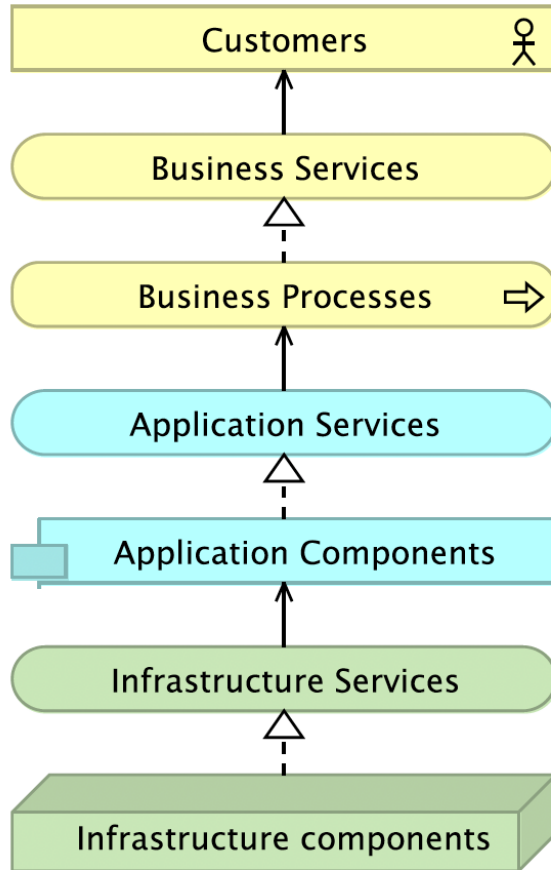 Customers
Business Services
Business Processes
Application Services
Application Components
Infrastructure Services
Infrastructure components